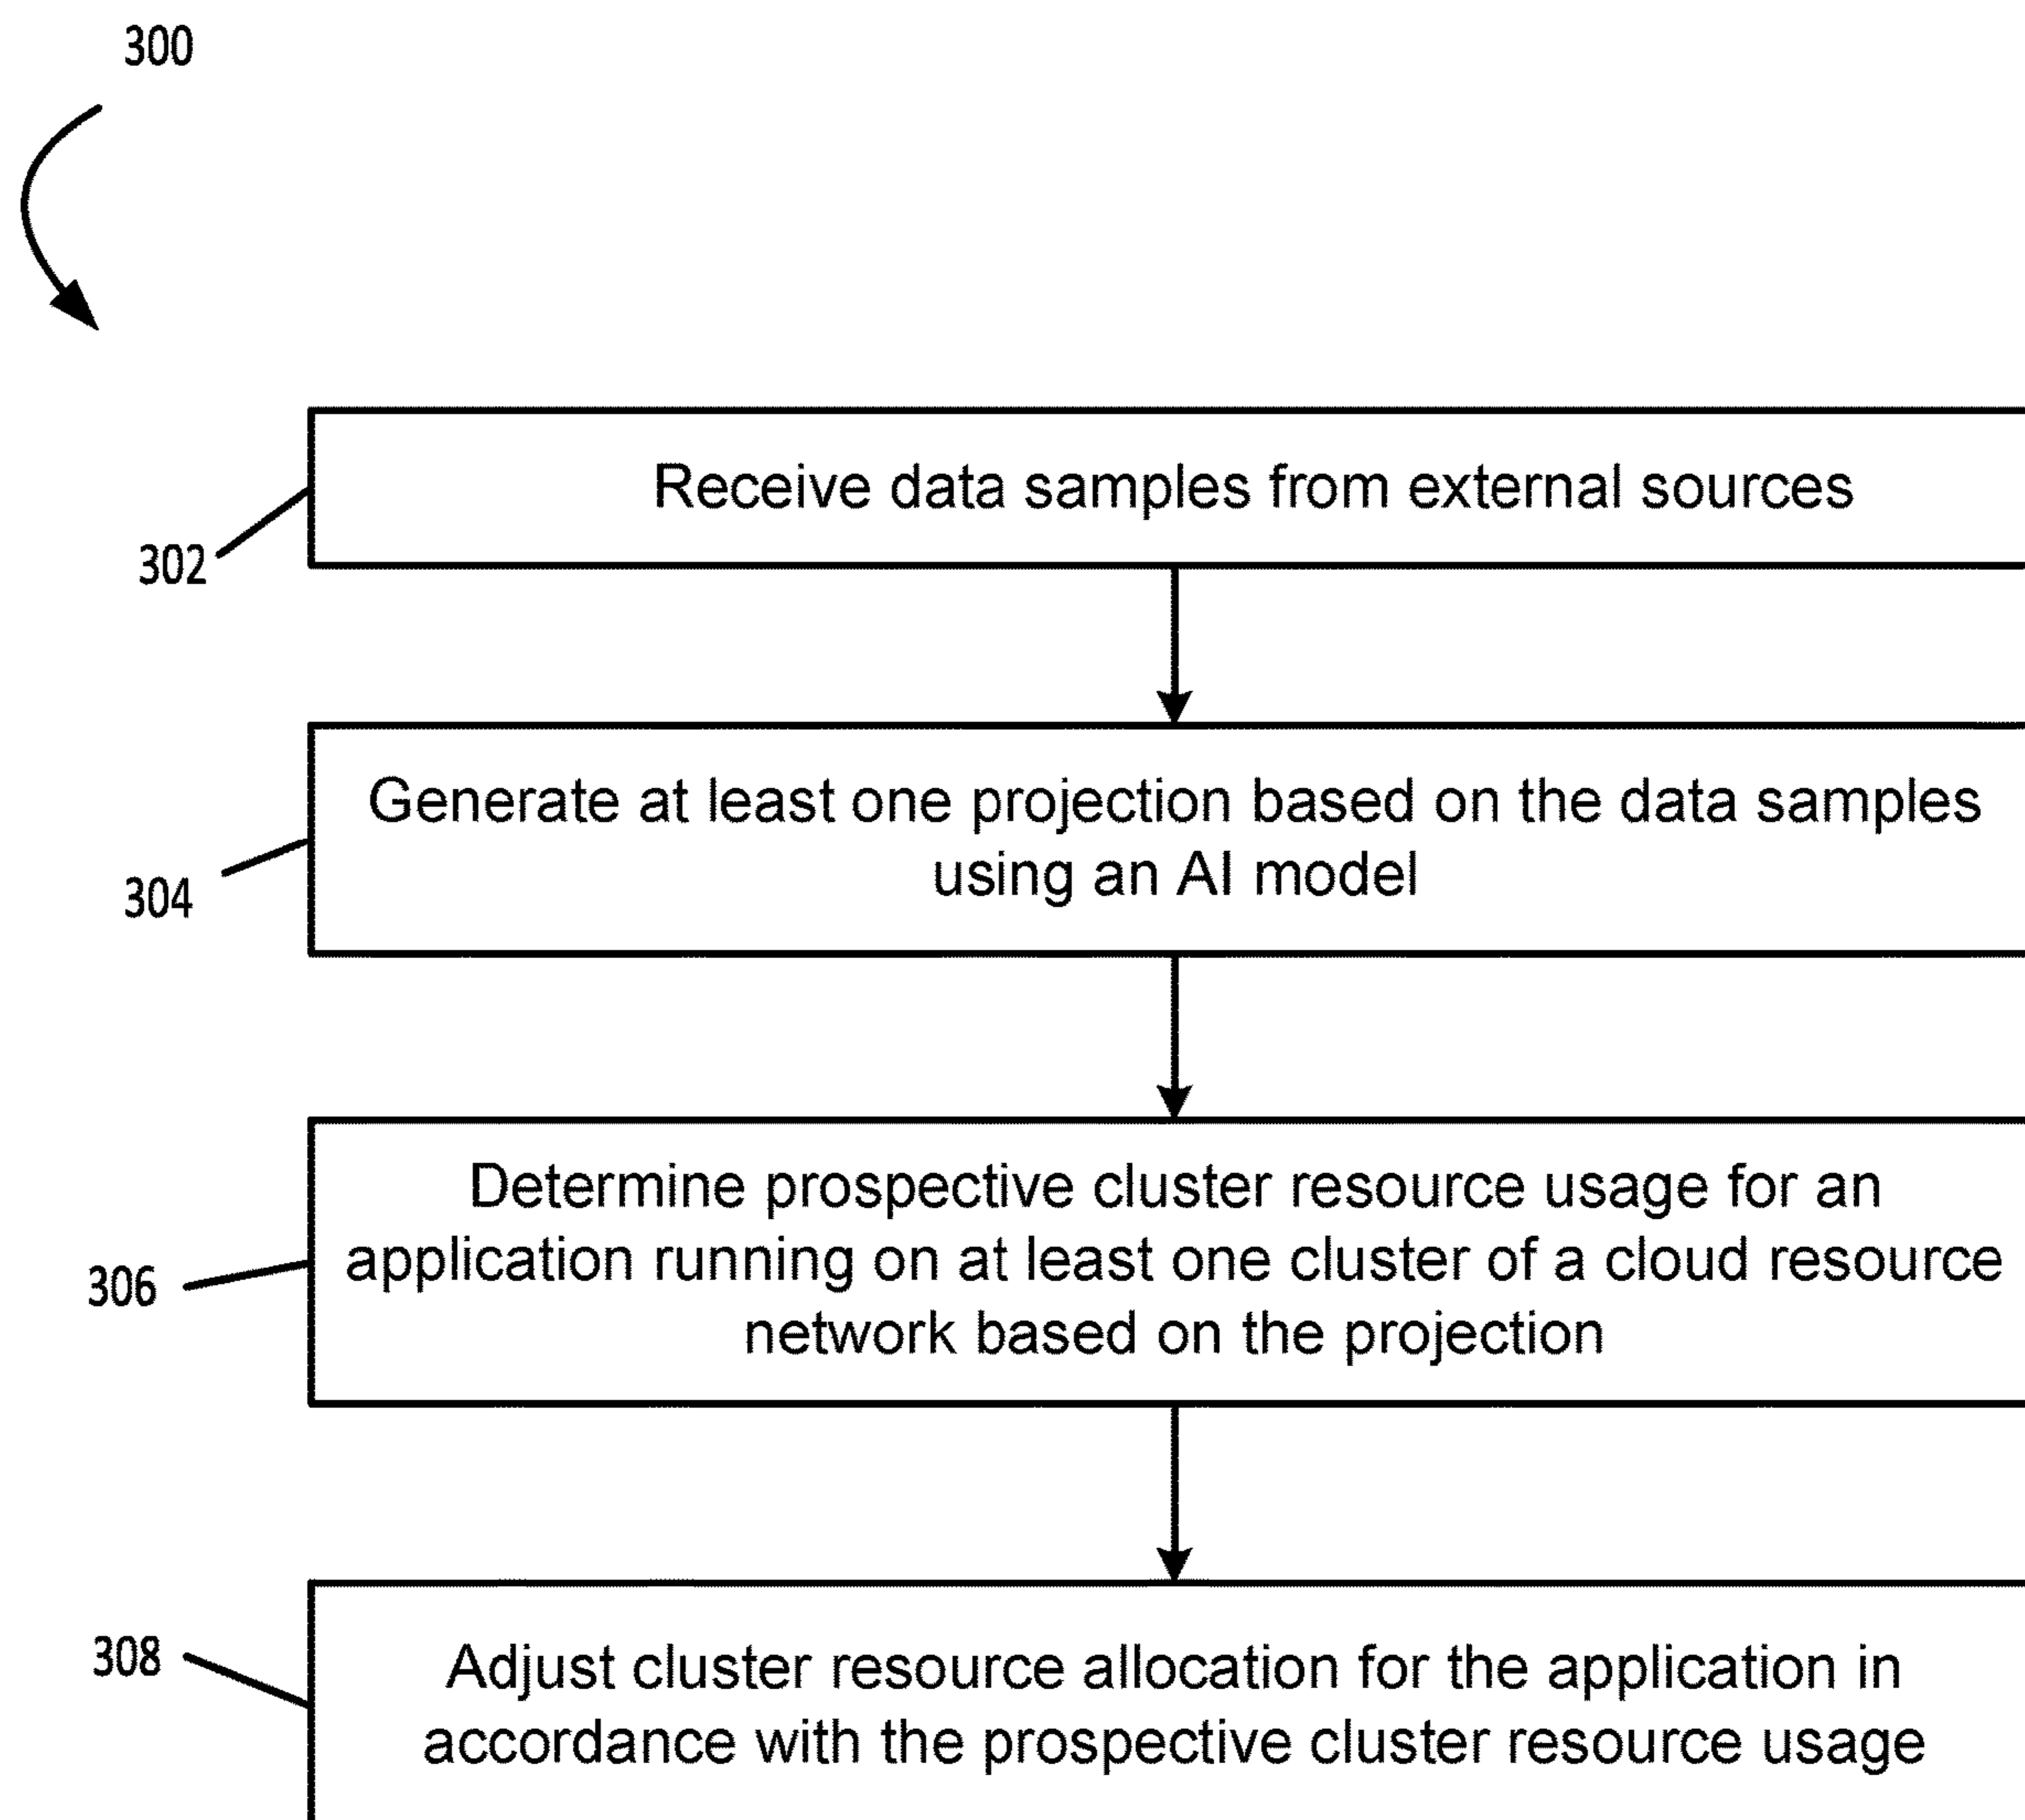 300
Receive data samples from external sources
302
Generate at least one projection based on the data samples
using an AI model
304
Determine prospective cluster resource usage for an
application running on at least one cluster of a cloud resource
network based on the projection
306
308
Adjust cluster resource allocation for the application in
accordance with the prospective cluster resource usage